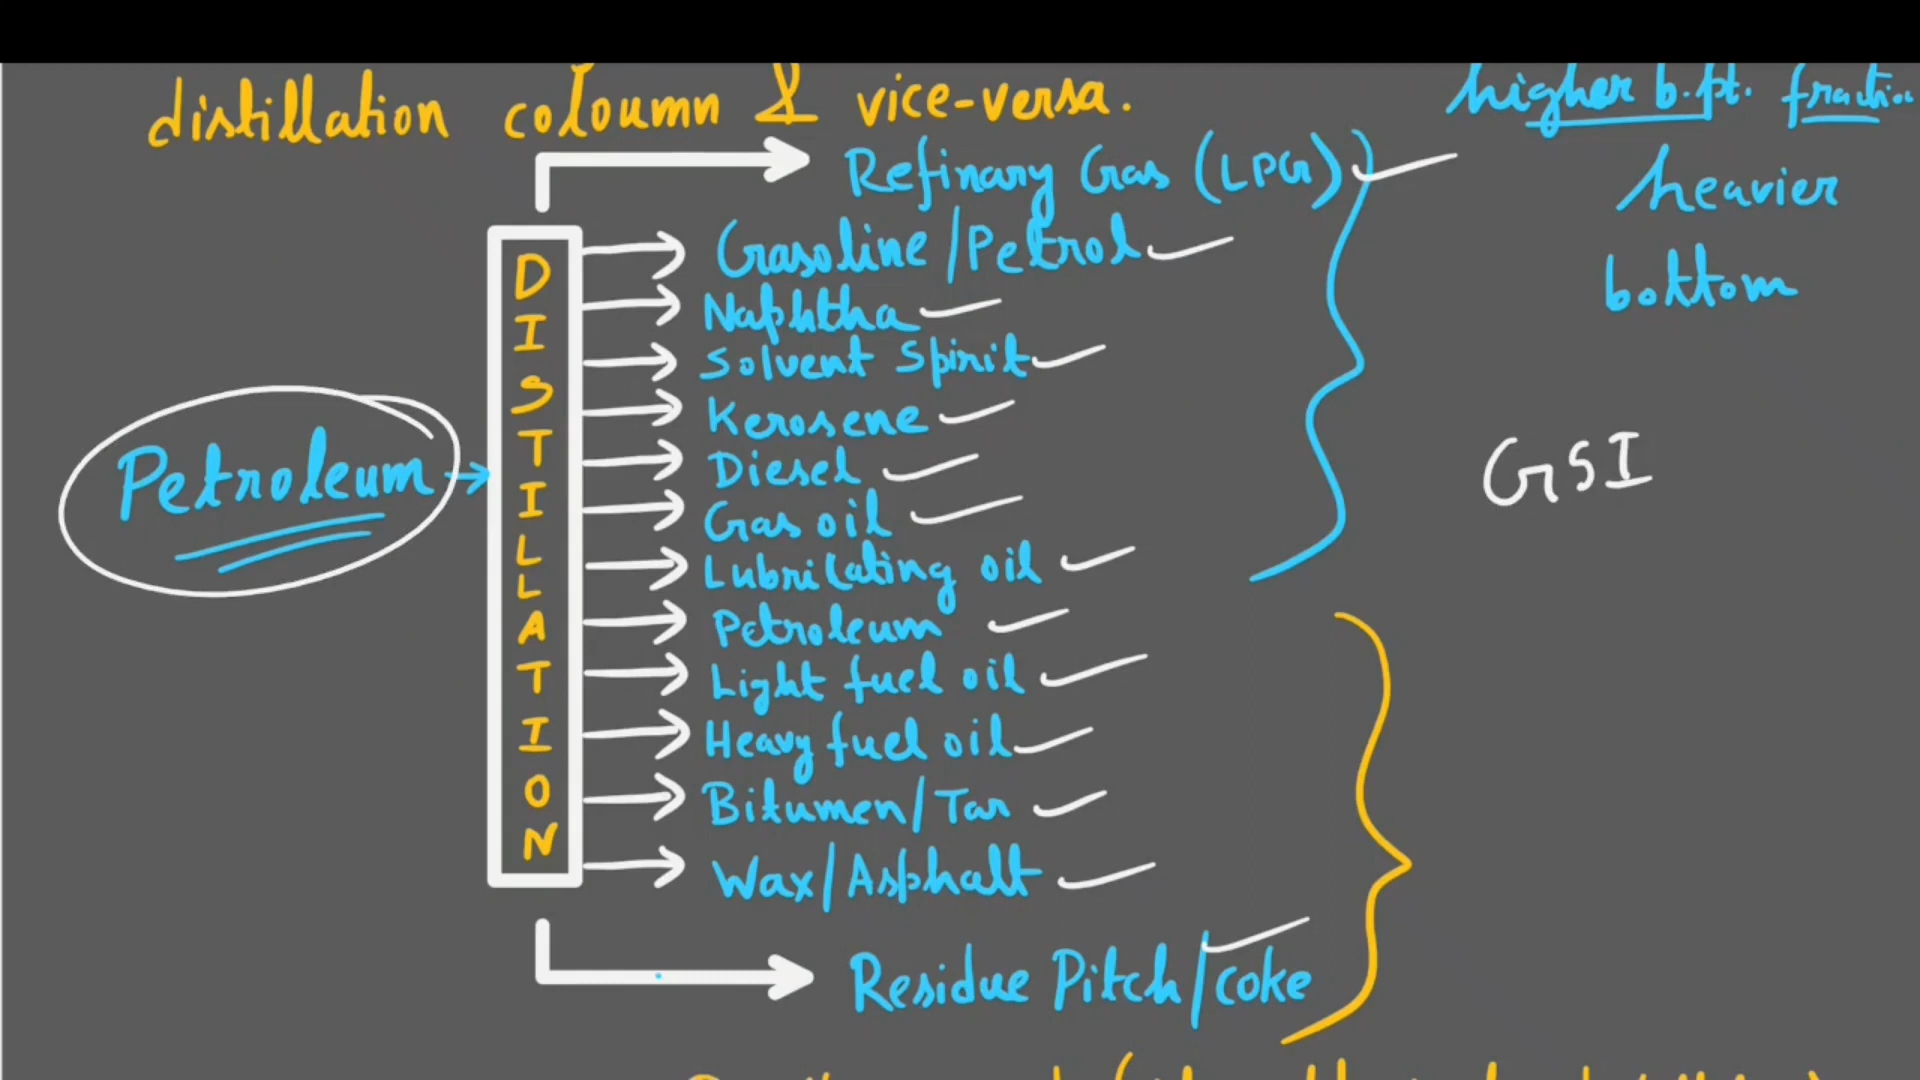 distillation coloumn & vice-versa.
higher b.pt.
Refinary Gas (LPG)
heavier
Gasoline/Petrol
bottom
Naphtha
Solvent Spirit
Kerosene
GSI
Petroleum
Diesel
Gas oil
Lubricating oil
Petroleum
Light fuel oil
Heavy fuel oil
Bitumen/Tar
Wax/Asphalt
Residue Pitch/coke
DISTILLATION